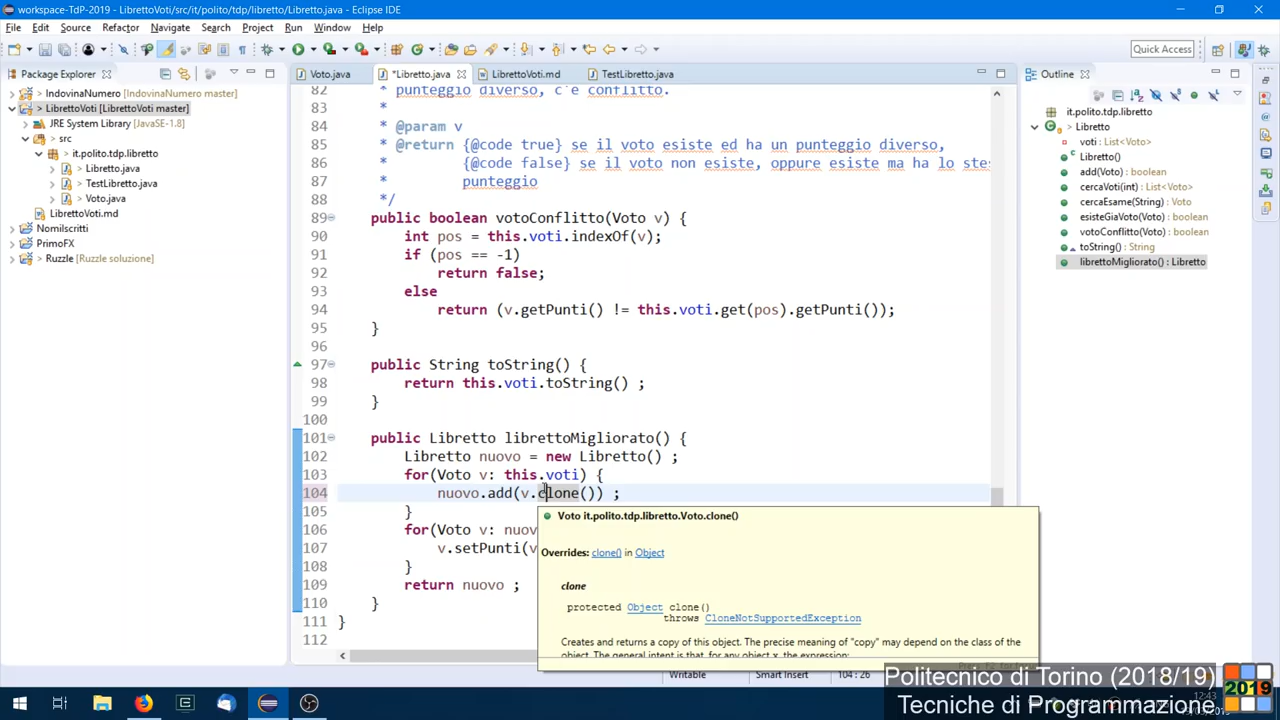 workspace-TdP-2019 - LibrettoVoti/src/it/polito/tdp/libretto/Libretto.java - Eclipse IDE
File Edit Source Refactor Navigate Search Project Run Window Help
Quick Access
Package Explorer
Voto.java *Libretto.java LibrettoVoti.md TestLibretto.java
Outline
IndovinaNumero [IndovinaNumero master]
> LibrettoVoti [LibrettoVoti master]
JRE System Library [JavaSE-1.8]
> src
> it.polito.tdp.libretto
> Libretto.java
> TestLibretto.java
> Voto.java
LibrettoVoti.md
NomiIscritti
PrimoFX
> Ruzzle [Ruzzle soluzione]
82 * punteggio diverso, c'è conflitto.
83 *
84 * @param v
85 * @return {@code true} se il voto esiste ed ha un punteggio diverso,
86 * {@code false} se il voto non esiste, oppure esiste ma ha lo stes
87 * punteggio
88 */
89 public boolean votoConflitto(Voto v) {
90 int pos = this.voti.indexOf(v);
91 if (pos == -1)
92 return false;
93 else
94 return (v.getPunti() != this.voti.get(pos).getPunti());
95 }
96
97 public String toString() {
98 return this.voti.toString() ;
99 }
100
101 public Libretto librettoMigliorato() {
102 Libretto nuovo = new Libretto() ;
103 for(Voto v: this.voti) {
104 nuovo.add(v.clone()) ;
105 }
106 for(Voto v: nuov
107 v.setPunti(v
108 }
109 return nuovo ;
110 }
111 }
112
Voto it.polito.tdp.libretto.Voto.clone()
Overrides: clone() in Object
clone
protected Object clone()
throws CloneNotSupportedException
Creates and returns a copy of this object. The precise meaning of "copy" may depend on the class of the
object. The general intent is that, for any object x, the expression:
it.polito.tdp.libretto
> Libretto
voti : List<Voto>
Libretto()
add(Voto) : boolean
cercaVoti(int) : List<Voto>
cercaEsame(String) : Voto
esisteGiaVoto(Voto) : boolean
votoConflitto(Voto) : boolean
toString() : String
librettoMigliorato() : Libretto
Writable Smart Insert 104 : 26
Politecnico di Torino (2018/19)
Tecniche di Programmazione
2019
12:43